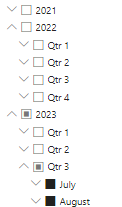 2021
2022
Qtr 1
Qtr 2
Qtr 3
Qtr 4
2023
Qtr 1
Qtr 2
Qtr 3
July
August